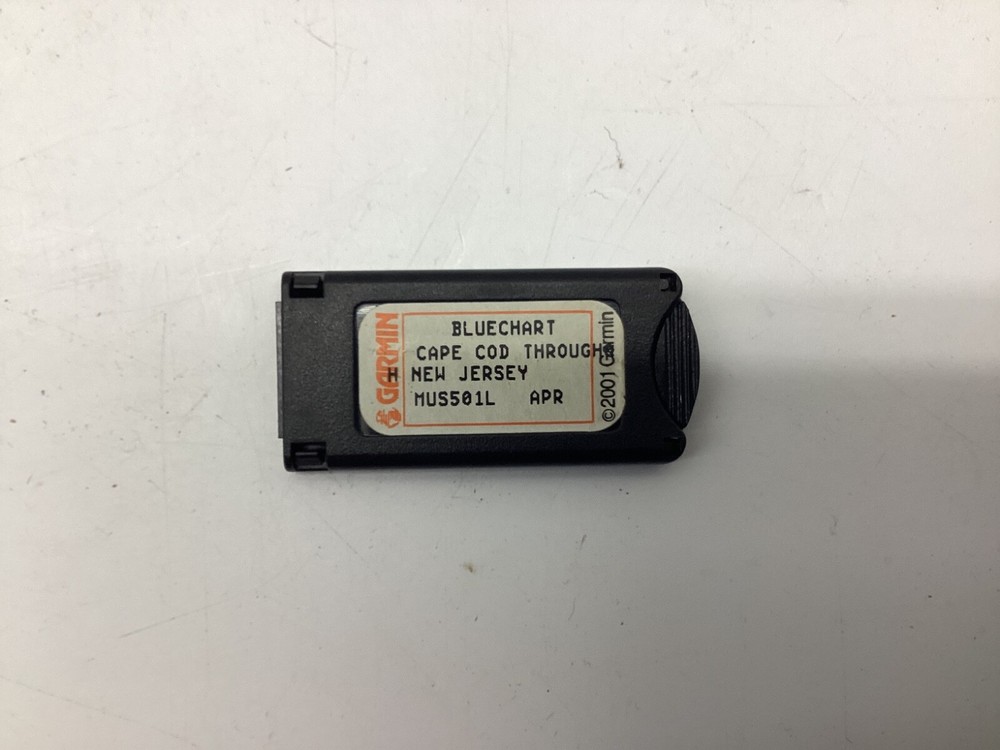 GARMIN
BLUECHART
CAPE COD THROUGH
H NEW JERSEY
MUS501L APR
©2001 Garmin